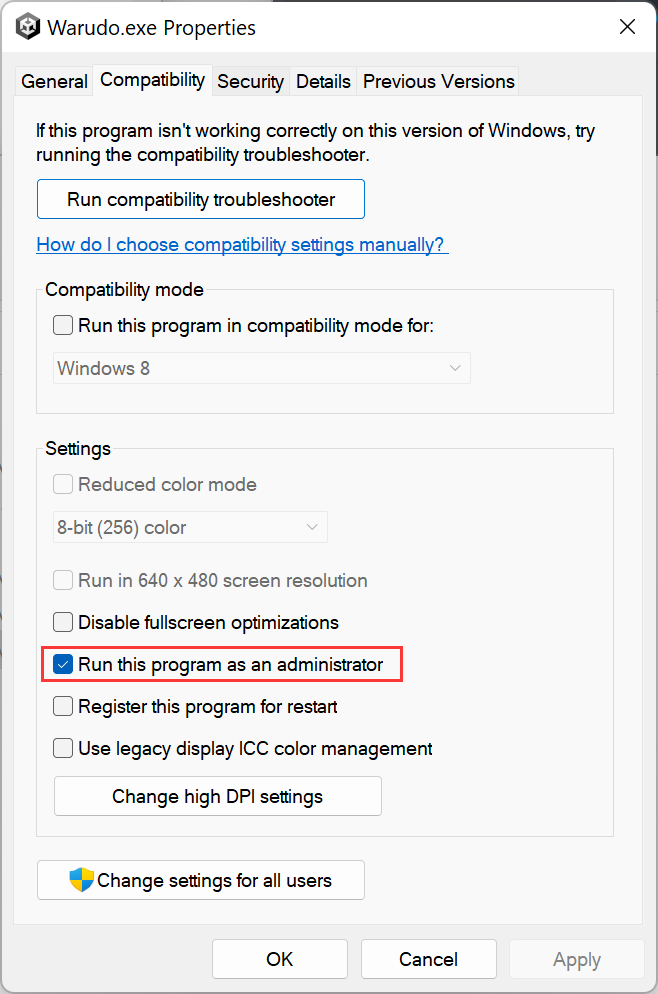 Warudo.exe Properties
General Compatibility Security Details Previous Versions
If this program isn't working correctly on this version of Windows, try
running the compatibility troubleshooter.
Run compatibility troubleshooter
How do I choose compatibility settings manually?
Compatibility mode
Run this program in compatibility mode for:
Windows 8
Settings
Reduced color mode
8-bit (256) color
Run in 640 x 480 screen resolution
Disable fullscreen optimizations
Run this program as an administrator
Register this program for restart
Use legacy display ICC color management
Change high DPI settings
Change settings for all users
OK Cancel Apply